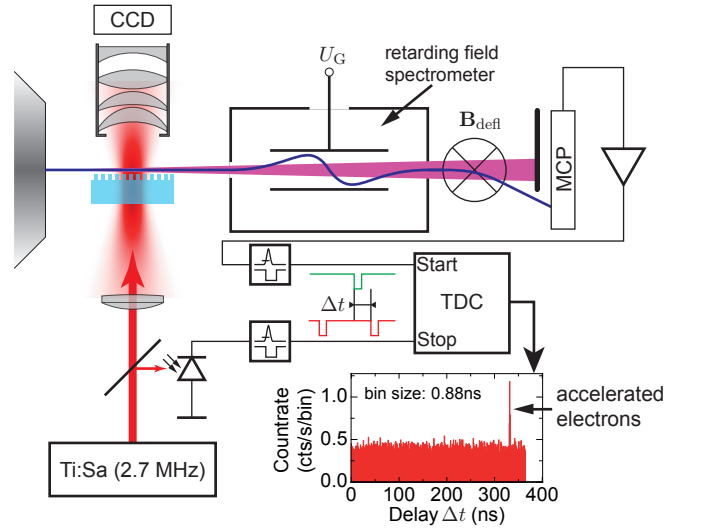 CCD
U_G
retarding field
spectrometer
B_defl
MCP
Start
TDC
Δt
Stop
Ti:Sa (2.7 MHz)
bin size: 0.88ns
accelerated
electrons
Countrate
(cts/s/bin)
1.0
0.5
0.0
0 100 200 300 400
Delay Δt (ns)